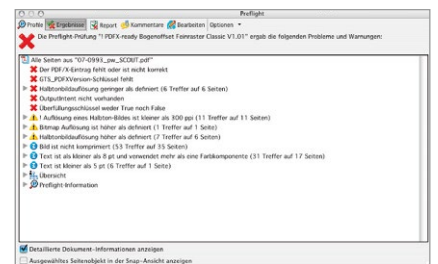 Preflight
Profile Ergebnisse Report Kommentare Bearbeiten Optionen
Die Preflight-Prüfung "! PDFX-ready Bogenoffset Feinraster Classic V1.01" ergab die folgenden Probleme und Warnungen:
Alle Seiten aus "07-0993_pw_SCOUT.pdf"
Der PDF/X-Eintrag fehlt oder ist nicht korrekt
GTS_PDFXVersion-Schlüssel fehlt
Halbtonbildauflösung geringer als definiert (6 Treffer auf 6 Seiten)
OutputIntent nicht vorhanden
Überfüllungsschlüssel weder True noch False
! Auflösung eines Halbton-Bildes ist kleiner als 300 ppi (11 Treffer auf 11 Seiten)
Bitmap Auflösung ist höher als definiert (1 Treffer auf 1 Seite)
Halbtonbildauflösung höher als definiert (7 Treffer auf 6 Seiten)
Bild ist nicht komprimiert (53 Treffer auf 35 Seiten)
Text ist als kleiner als 8 pt und verwendet mehr als eine Farbkomponente (31 Treffer auf 17 Seiten)
Text ist kleiner als 5 pt (6 Treffer auf 1 Seite)
Übersicht
Preflight-Information
Detaillierte Dokument-Informationen anzeigen
Ausgewähltes Seitenobjekt in der Snap-Ansicht anzeigen